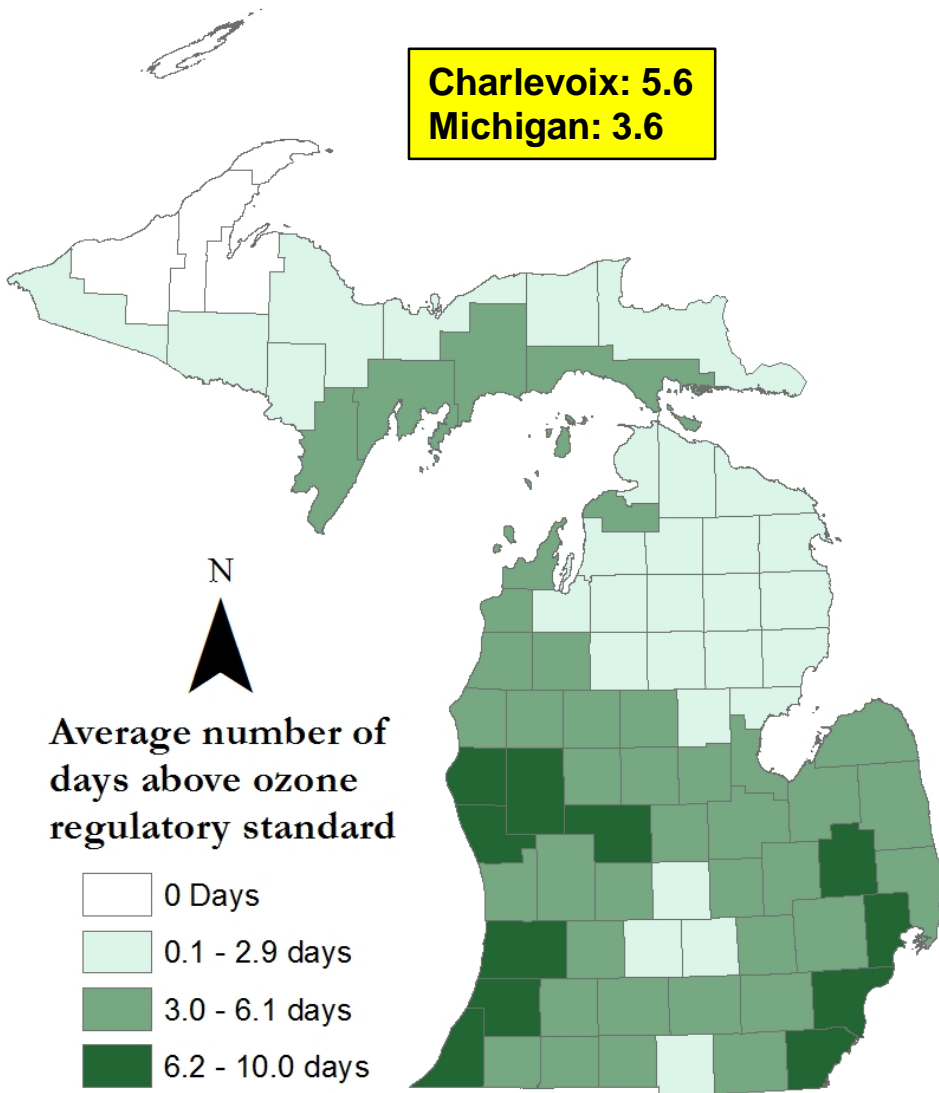 Charlevoix: 5.6
Michigan: 3.6
N
Average number of
days above ozone
regulatory standard
0 Days
0.1 - 2.9 days
3.0 - 6.1 days
6.2 - 10.0 days